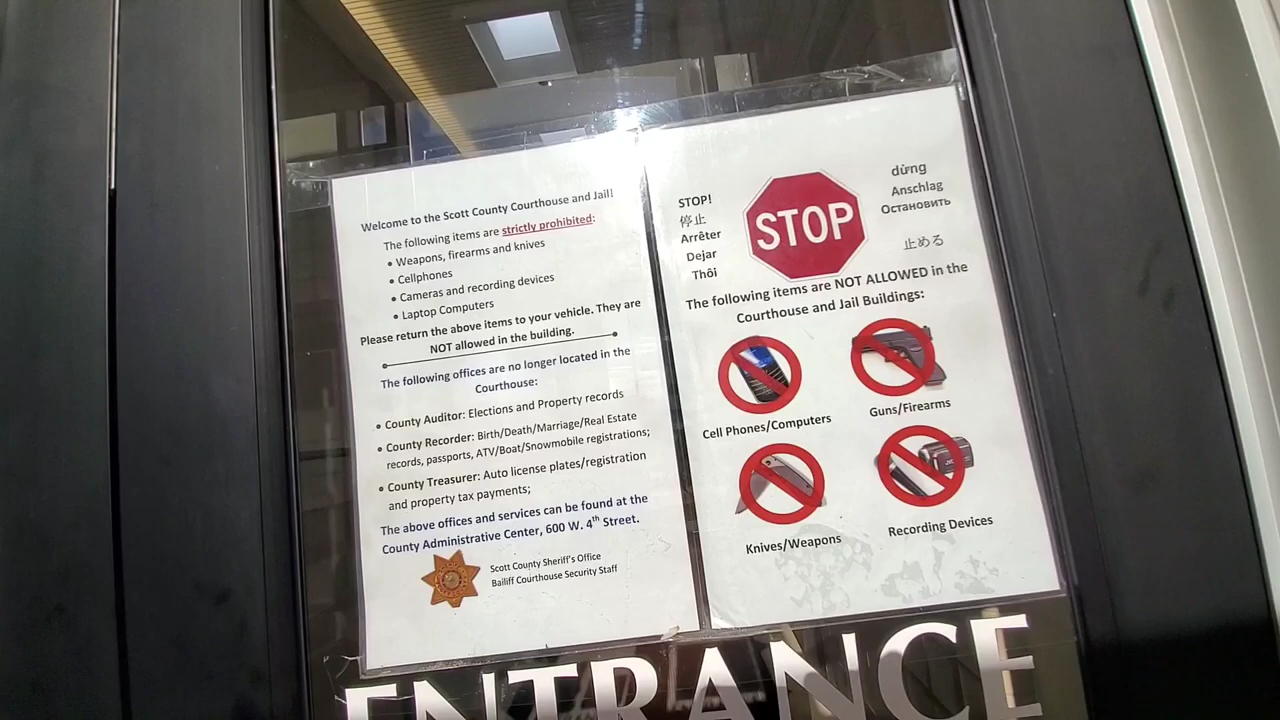 Welcome to the Scott County Courthouse and Jail!
The following items are strictly prohibited:
• Weapons, firearms and knives
• Cellphones
• Cameras and recording devices
• Laptop Computers
Please return the above items to your vehicle. They are
NOT allowed in the building.
The following offices are no longer located in the
Courthouse:
• County Auditor: Elections and Property records
• County Recorder: Birth/Death/Marriage/Real Estate
records, passports, ATV/Boat/Snowmobile registrations;
• County Treasurer: Auto license plates/registration
and property tax payments;
The above offices and services can be found at the
County Administrative Center, 600 W. 4th Street.
Scott County Sheriff's Office
Bailiff Courthouse Security Staff
STOP!
停止
Arrêter
Dejar
Thôi
STOP
dừng
Anschlag
Остановить
止める
The following items are NOT ALLOWED in the
Courthouse and Jail Buildings:
Cell Phones/Computers
Guns/Firearms
Knives/Weapons
Recording Devices
ENTRANCE